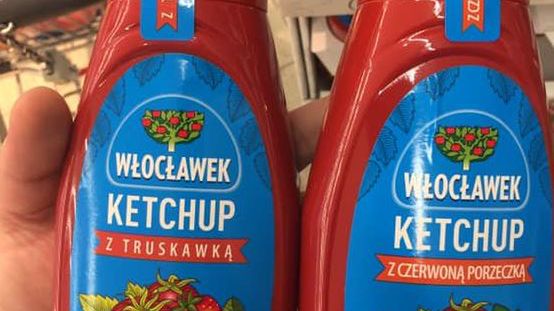 WŁOCŁAWEK
KETCHUP
Z TRUSKAWKĄ
WŁOCŁAWEK
KETCHUP
Z CZERWONĄ PORZECZKĄ